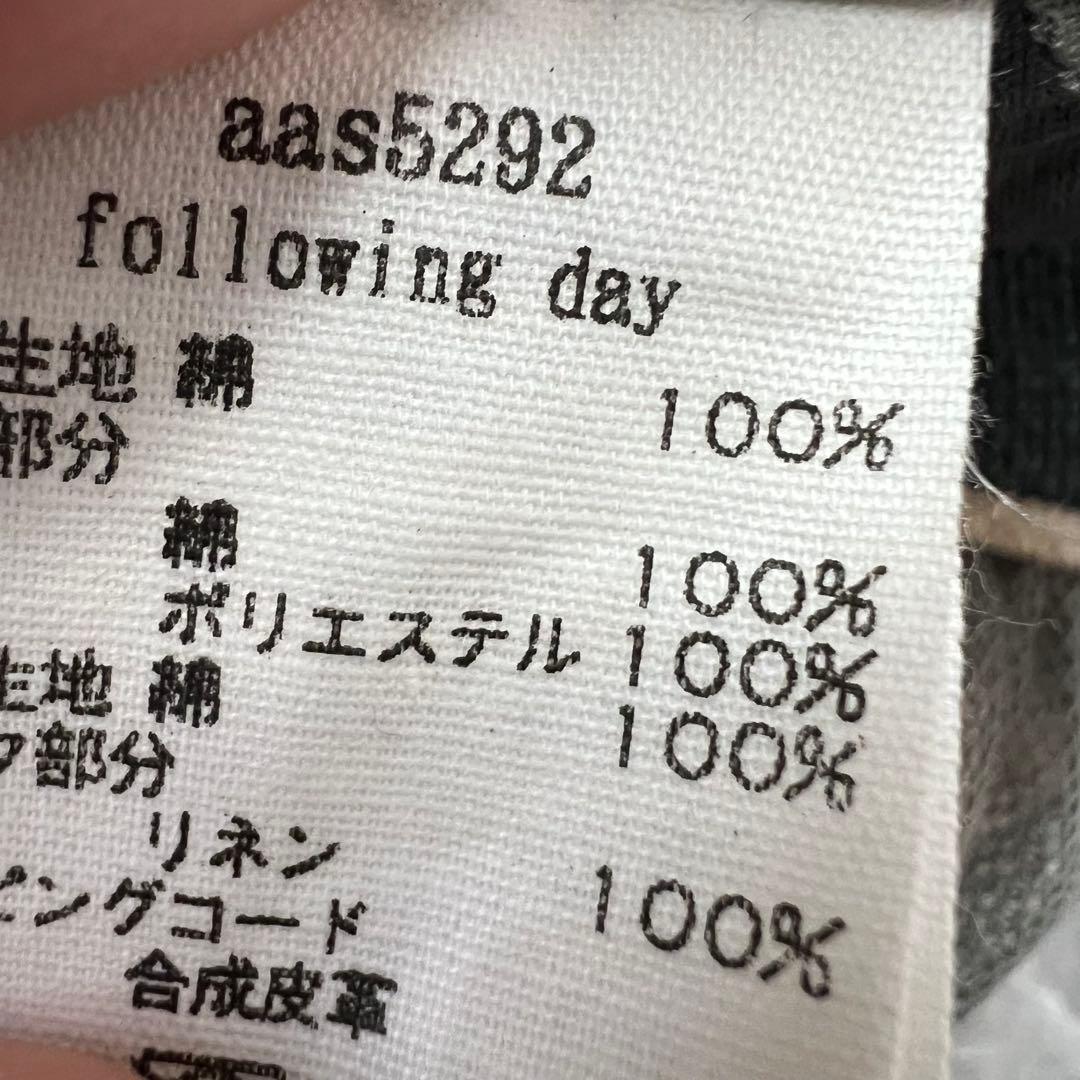 aas5292
following day
生地 綿 100%
部分
綿 100%
ポリエステル 100%
生地 綿 100%
部分
リネン 100%
ングコード
合成皮革